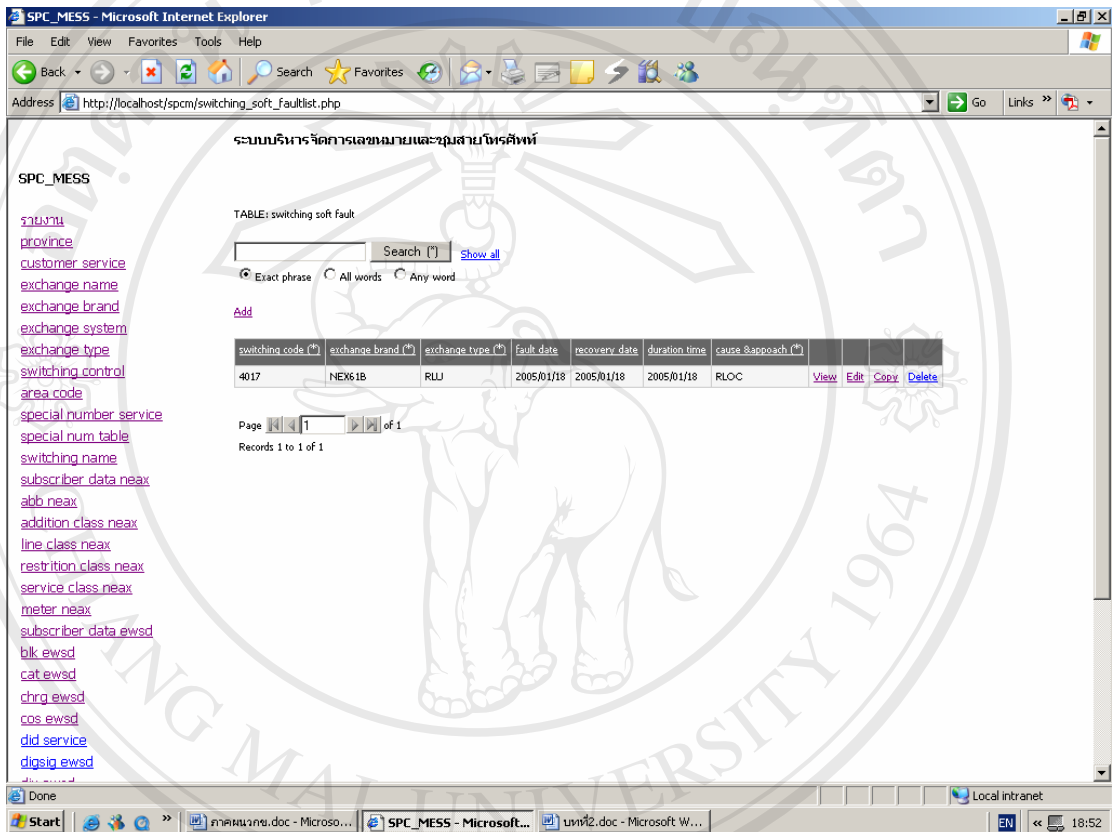 SPC_MESS - Microsoft Internet Explorer
File Edit View Favorites Tools Help
Back Search Favorites
Address http://localhost/spcm/switching_soft_faultlist.php Go Links »
ระบบบริหารจัดการเลขหมายและชุมสายโทรศัพท์
SPC_MESS
รายงาน
province
customer service
exchange name
exchange brand
exchange system
exchange type
switching control
area code
special number service
special num table
switching name
subscriber data neax
abb neax
addition class neax
line class neax
restrition class neax
service class neax
meter neax
subscriber data ewsd
blk ewsd
cat ewsd
chrg ewsd
cos ewsd
did service
digsig ewsd
TABLE: switching soft fault
Search (*) Show all
Exact phrase All words Any word
Add
switching code (*) exchange brand (*) exchange type (*) fault date recovery date duration time cause &appoach (*)
4017 NEX61B RLU 2005/01/18 2005/01/18 2005/01/18 RLOC View Edit Copy Delete
Page 1 of 1
Records 1 to 1 of 1
CHIANG MAI UNIVERSITY 1964
Done Local intranet
Start » ภาคผนวกข.doc - Microso... SPC_MESS - Microsoft... บทที่2.doc - Microsoft W... EN « 18:52